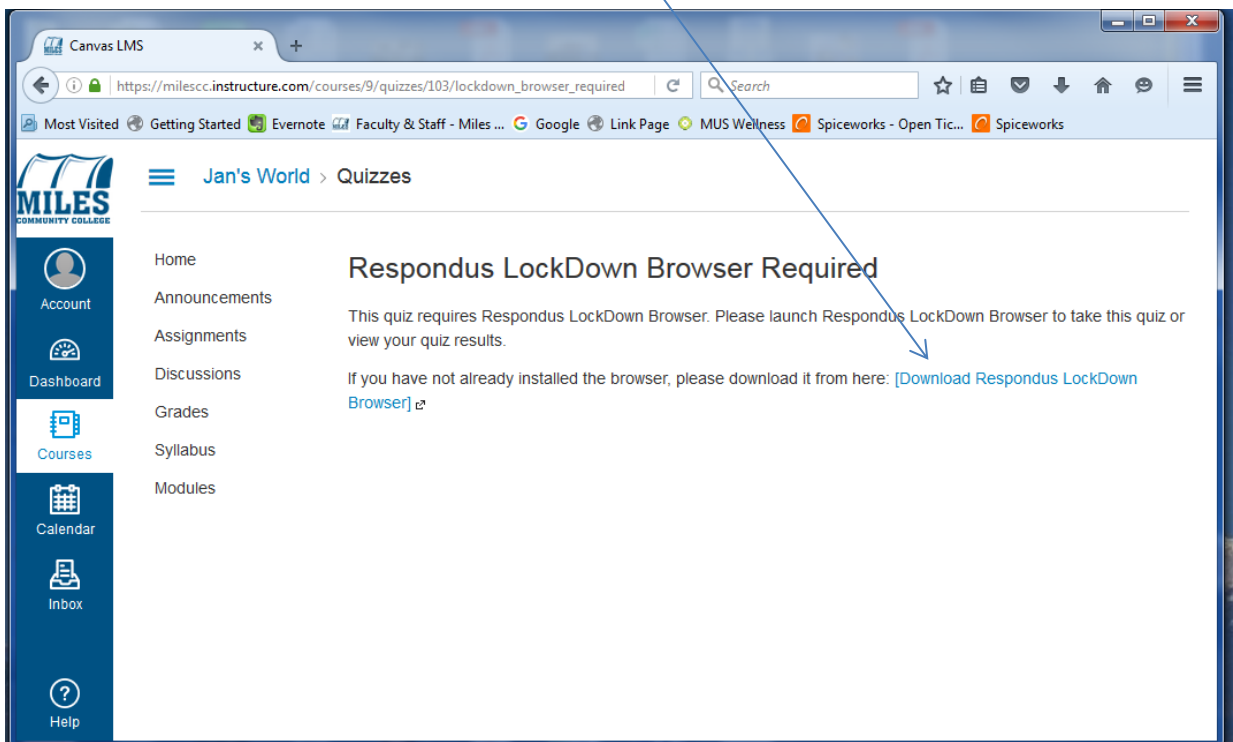 Canvas LMS
https://milescc.instructure.com/courses/9/quizzes/103/lockdown_browser_required
Search
Most Visited Getting Started Evernote Faculty & Staff - Miles ... Google Link Page MUS Wellness Spiceworks - Open Tic... Spiceworks
MILES
COMMUNITY COLLEGE
Jan's World > Quizzes
Account
Dashboard
Courses
Calendar
Inbox
Help
Home
Announcements
Assignments
Discussions
Grades
Syllabus
Modules
Respondus LockDown Browser Required
This quiz requires Respondus LockDown Browser. Please launch Respondus LockDown Browser to take this quiz or
view your quiz results.
If you have not already installed the browser, please download it from here: [Download Respondus LockDown
Browser]